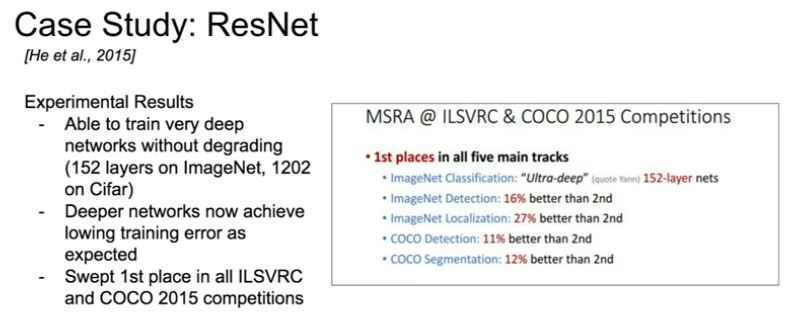 Case Study: ResNet
[He et al., 2015]
Experimental Results
- Able to train very deep
networks without degrading
(152 layers on ImageNet, 1202
on Cifar)
- Deeper networks now achieve
lowing training error as
expected
- Swept 1st place in all ILSVRC
and COCO 2015 competitions
MSRA @ ILSVRC & COCO 2015 Competitions
• 1st places in all five main tracks
• ImageNet Classification: “Ultra-deep” (quote Yann) 152-layer nets
• ImageNet Detection: 16% better than 2nd
• ImageNet Localization: 27% better than 2nd
• COCO Detection: 11% better than 2nd
• COCO Segmentation: 12% better than 2nd